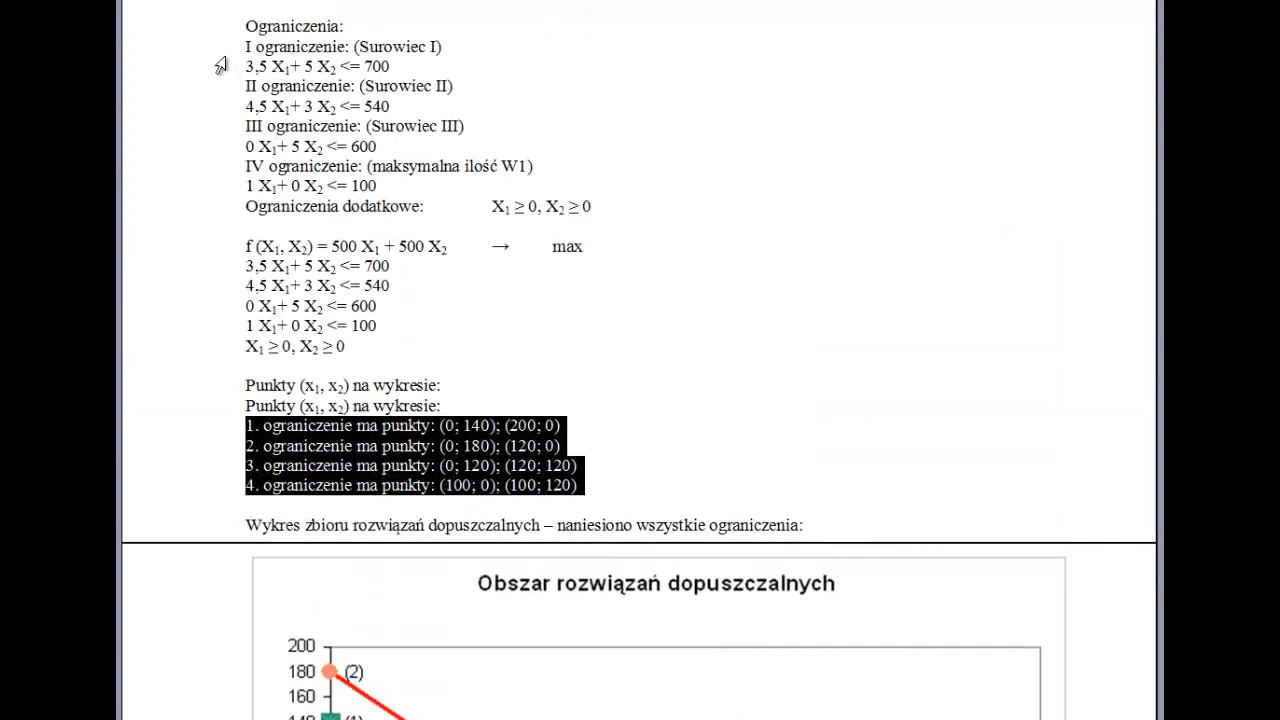 Ograniczenia:
I ograniczenie: (Surowiec I)
3,5 X₁+ 5 X₂ <= 700
II ograniczenie: (Surowiec II)
4,5 X₁+ 3 X₂ <= 540
III ograniczenie: (Surowiec III)
0 X₁+ 5 X₂ <= 600
IV ograniczenie: (maksymalna ilość W1)
1 X₁+ 0 X₂ <= 100
Ograniczenia dodatkowe: X₁ ≥ 0, X₂ ≥ 0
f (X₁, X₂) = 500 X₁ + 500 X₂ → max
3,5 X₁+ 5 X₂ <= 700
4,5 X₁+ 3 X₂ <= 540
0 X₁+ 5 X₂ <= 600
1 X₁+ 0 X₂ <= 100
X₁ ≥ 0, X₂ ≥ 0
Punkty (x₁, x₂) na wykresie:
Punkty (x₁, x₂) na wykresie:
1. ograniczenie ma punkty: (0; 140); (200; 0)
2. ograniczenie ma punkty: (0; 180); (120; 0)
3. ograniczenie ma punkty: (0; 120); (120; 120)
4. ograniczenie ma punkty: (100; 0); (100; 120)
Wykres zbioru rozwiązań dopuszczalnych – naniesiono wszystkie ograniczenia:
Obszar rozwiązań dopuszczalnych
200
180 (2)
160
140 (1)